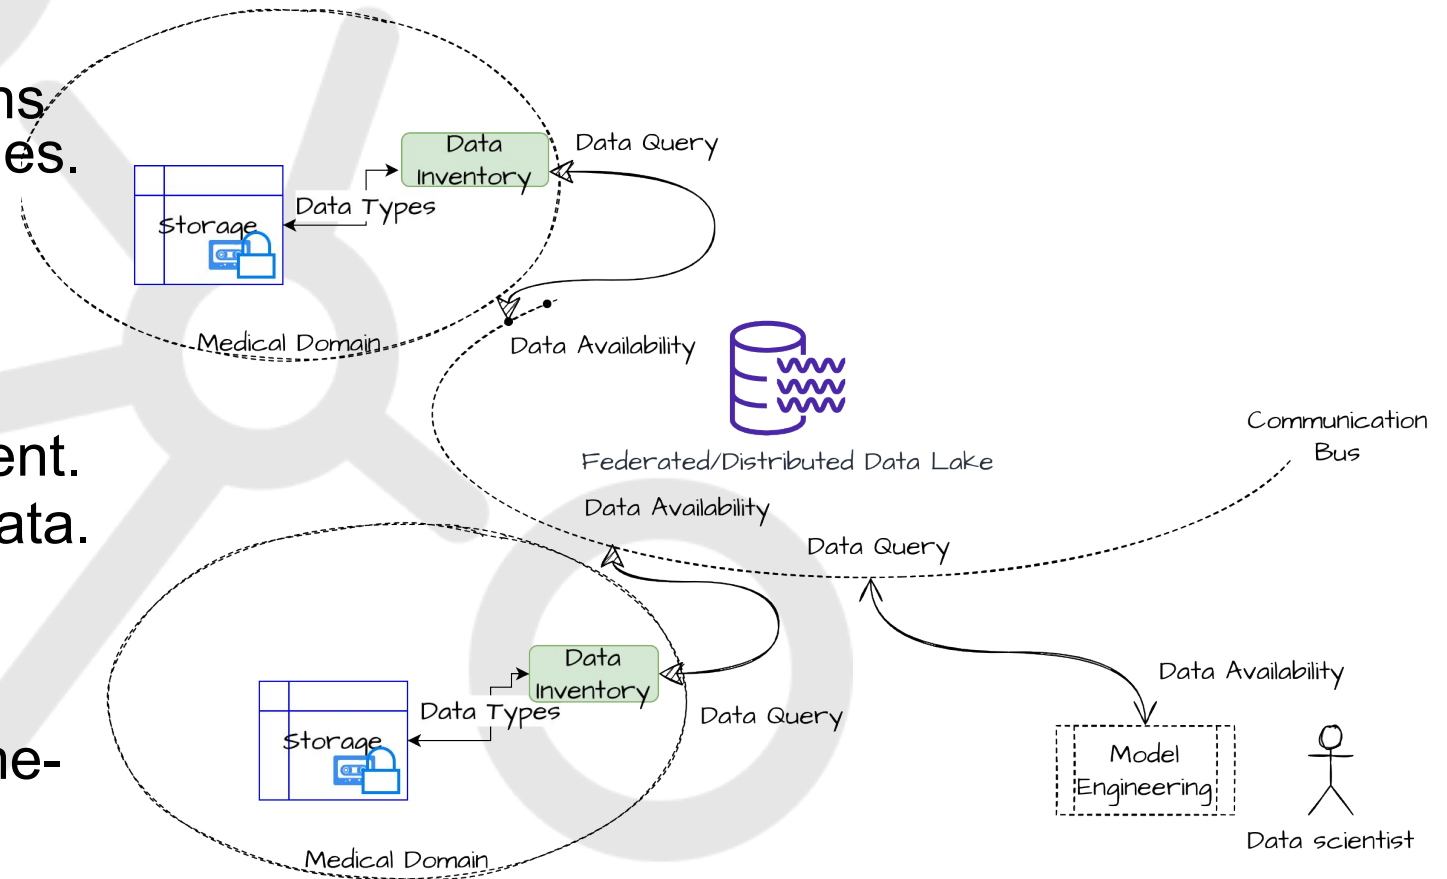 ns
es.
ent.
ata.
ne-
Data
Inventory
Data Query
Data Types
Storage
Medical Domain
Data Availability
Federated/Distributed Data Lake
Communication
Bus
Data Availability
Data Query
Data
Inventory
Data Types
Storage
Data Query
Medical Domain
Data Availability
Model
Engineering
Data scientist